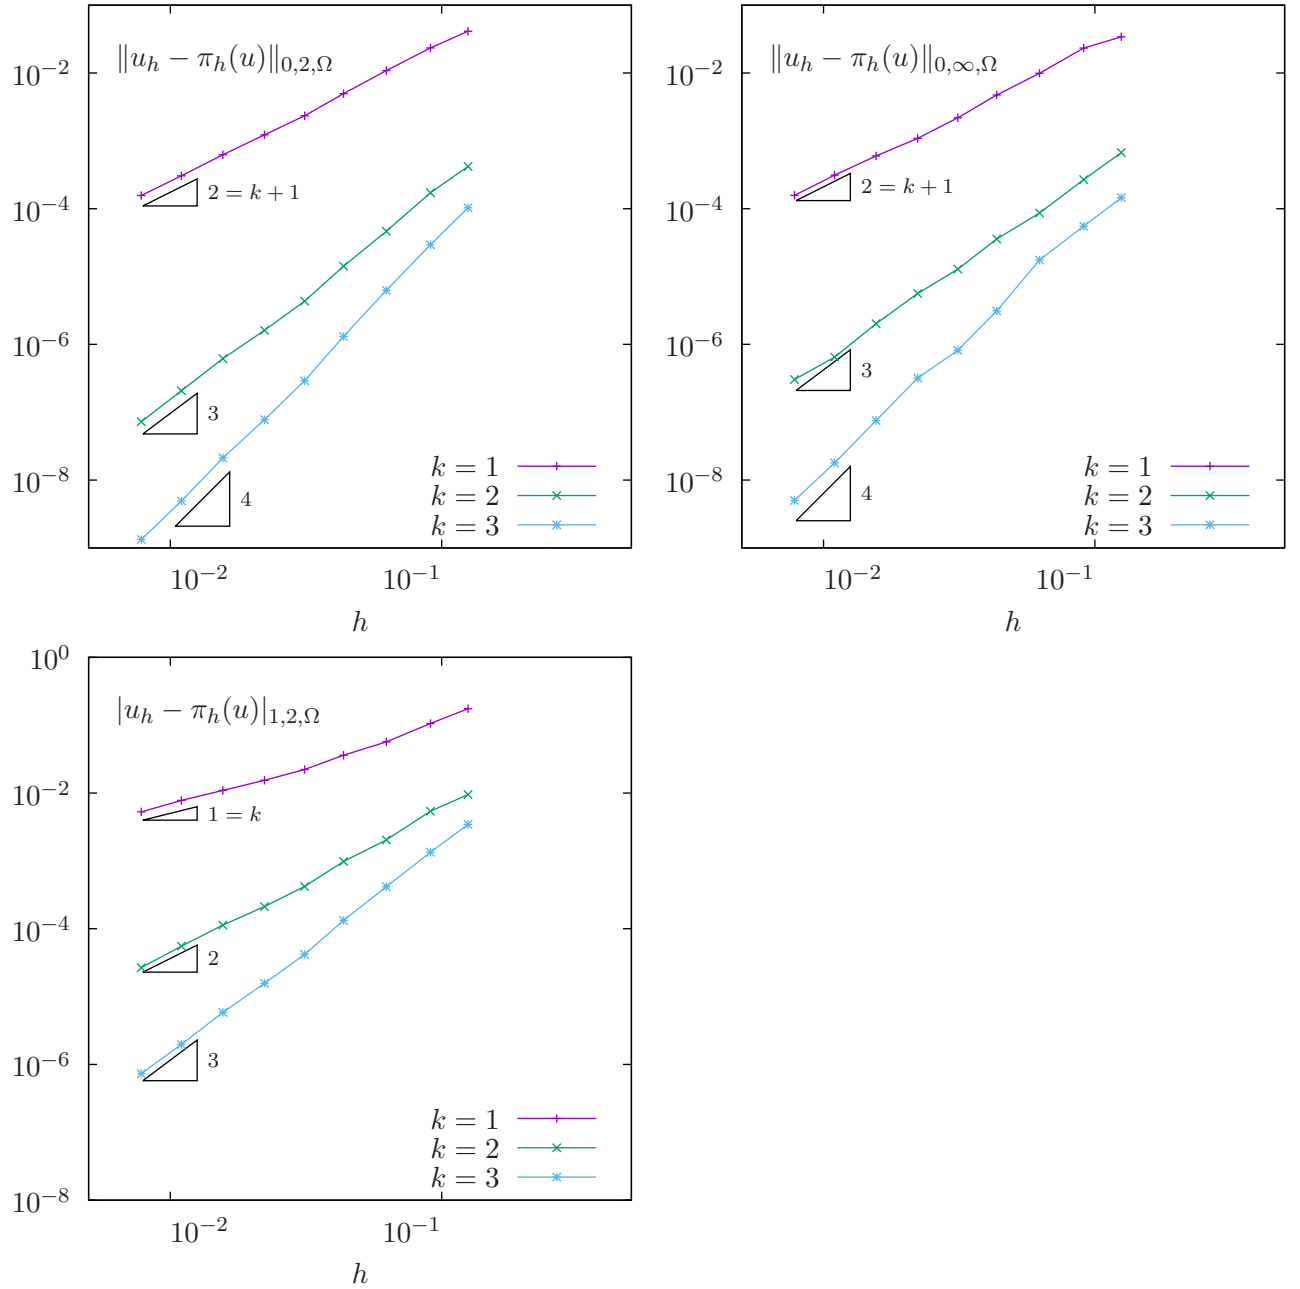 ‖u_h − π_h(u)‖_{0,2,Ω}
10^{−2}
10^{−4}
10^{−6}
10^{−8}
2 = k + 1
3
4
k = 1
k = 2
k = 3
10^{−2}
10^{−1}
h
‖u_h − π_h(u)‖_{0,∞,Ω}
10^{−2}
10^{−4}
10^{−6}
10^{−8}
2 = k + 1
3
4
k = 1
k = 2
k = 3
10^{−2}
10^{−1}
h
10^{0}
|u_h − π_h(u)|_{1,2,Ω}
10^{−2}
10^{−4}
10^{−6}
10^{−8}
1 = k
2
3
k = 1
k = 2
k = 3
10^{−2}
10^{−1}
h